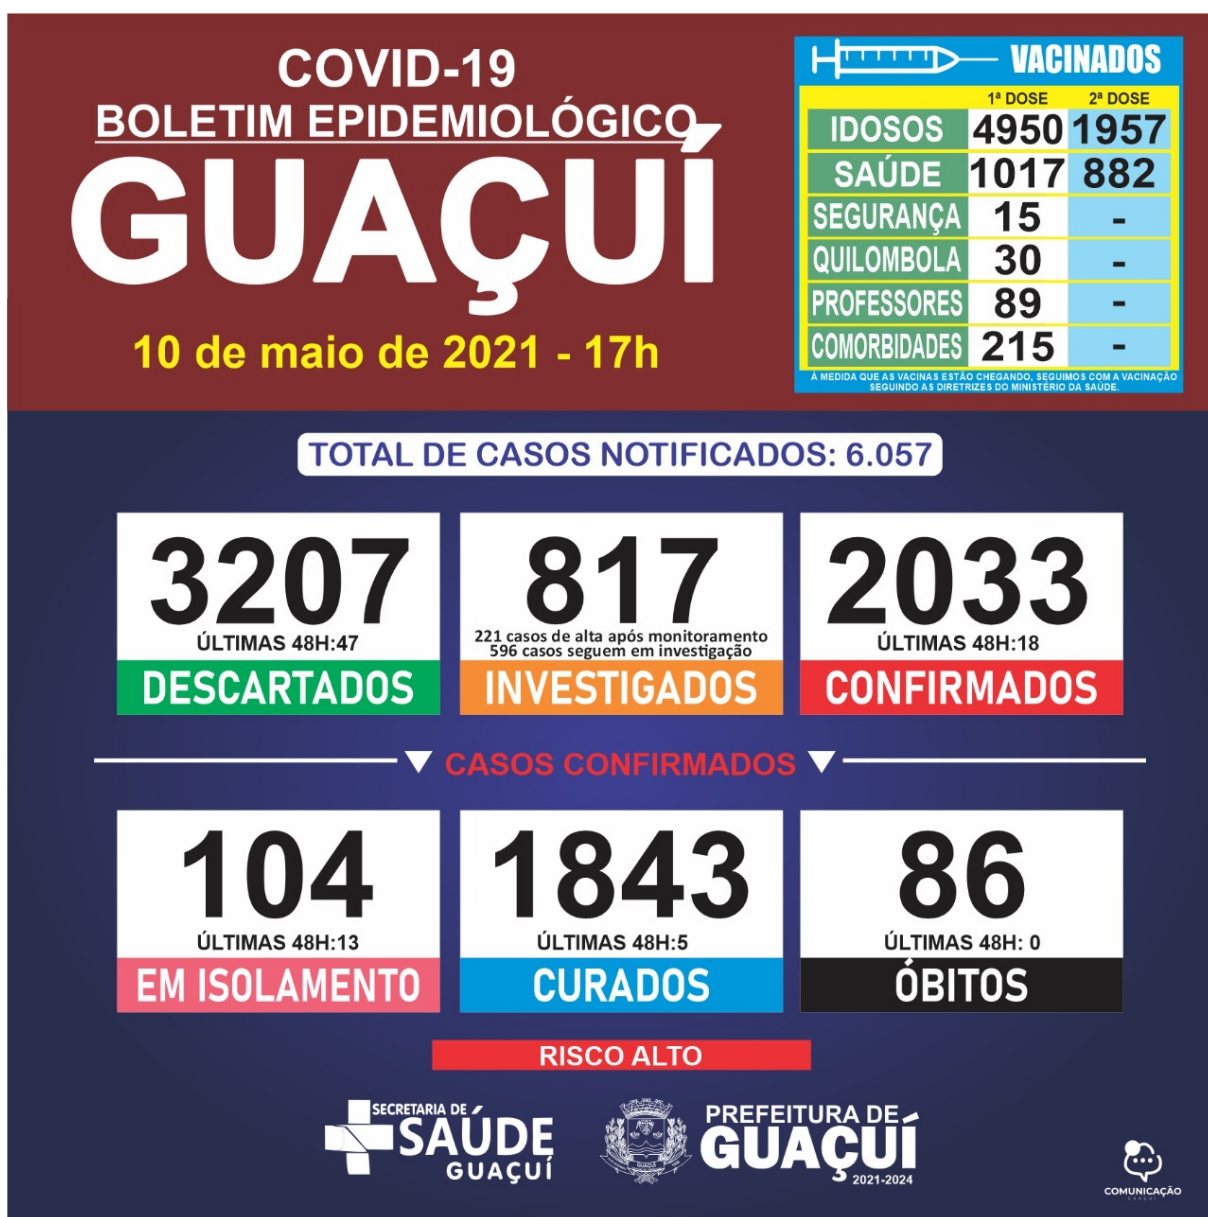 COVID-19
BOLETIM EPIDEMIOLÓGICO
GUAÇUÍ
10 de maio de 2021 - 17h
VACINADOS
1ª DOSE 2ª DOSE
IDOSOS 4950 1957
SAÚDE 1017 882
SEGURANÇA 15 -
QUILOMBOLA 30 -
PROFESSORES 89 -
COMORBIDADES 215 -
À MEDIDA QUE AS VACINAS ESTÃO CHEGANDO, SEGUIMOS COM A VACINAÇÃO
SEGUINDO AS DIRETRIZES DO MINISTÉRIO DA SAÚDE.
TOTAL DE CASOS NOTIFICADOS: 6.057
3207
ÚLTIMAS 48H:47
DESCARTADOS
817
221 casos de alta após monitoramento
596 casos seguem em investigação
INVESTIGADOS
2033
ÚLTIMAS 48H:18
CONFIRMADOS
CASOS CONFIRMADOS
104
ÚLTIMAS 48H:13
EM ISOLAMENTO
1843
ÚLTIMAS 48H:5
CURADOS
86
ÚLTIMAS 48H: 0
ÓBITOS
RISCO ALTO
SECRETARIA DE
SAÚDE
GUAÇUÍ
PREFEITURA DE
GUAÇUÍ
2021-2024
COMUNICAÇÃO